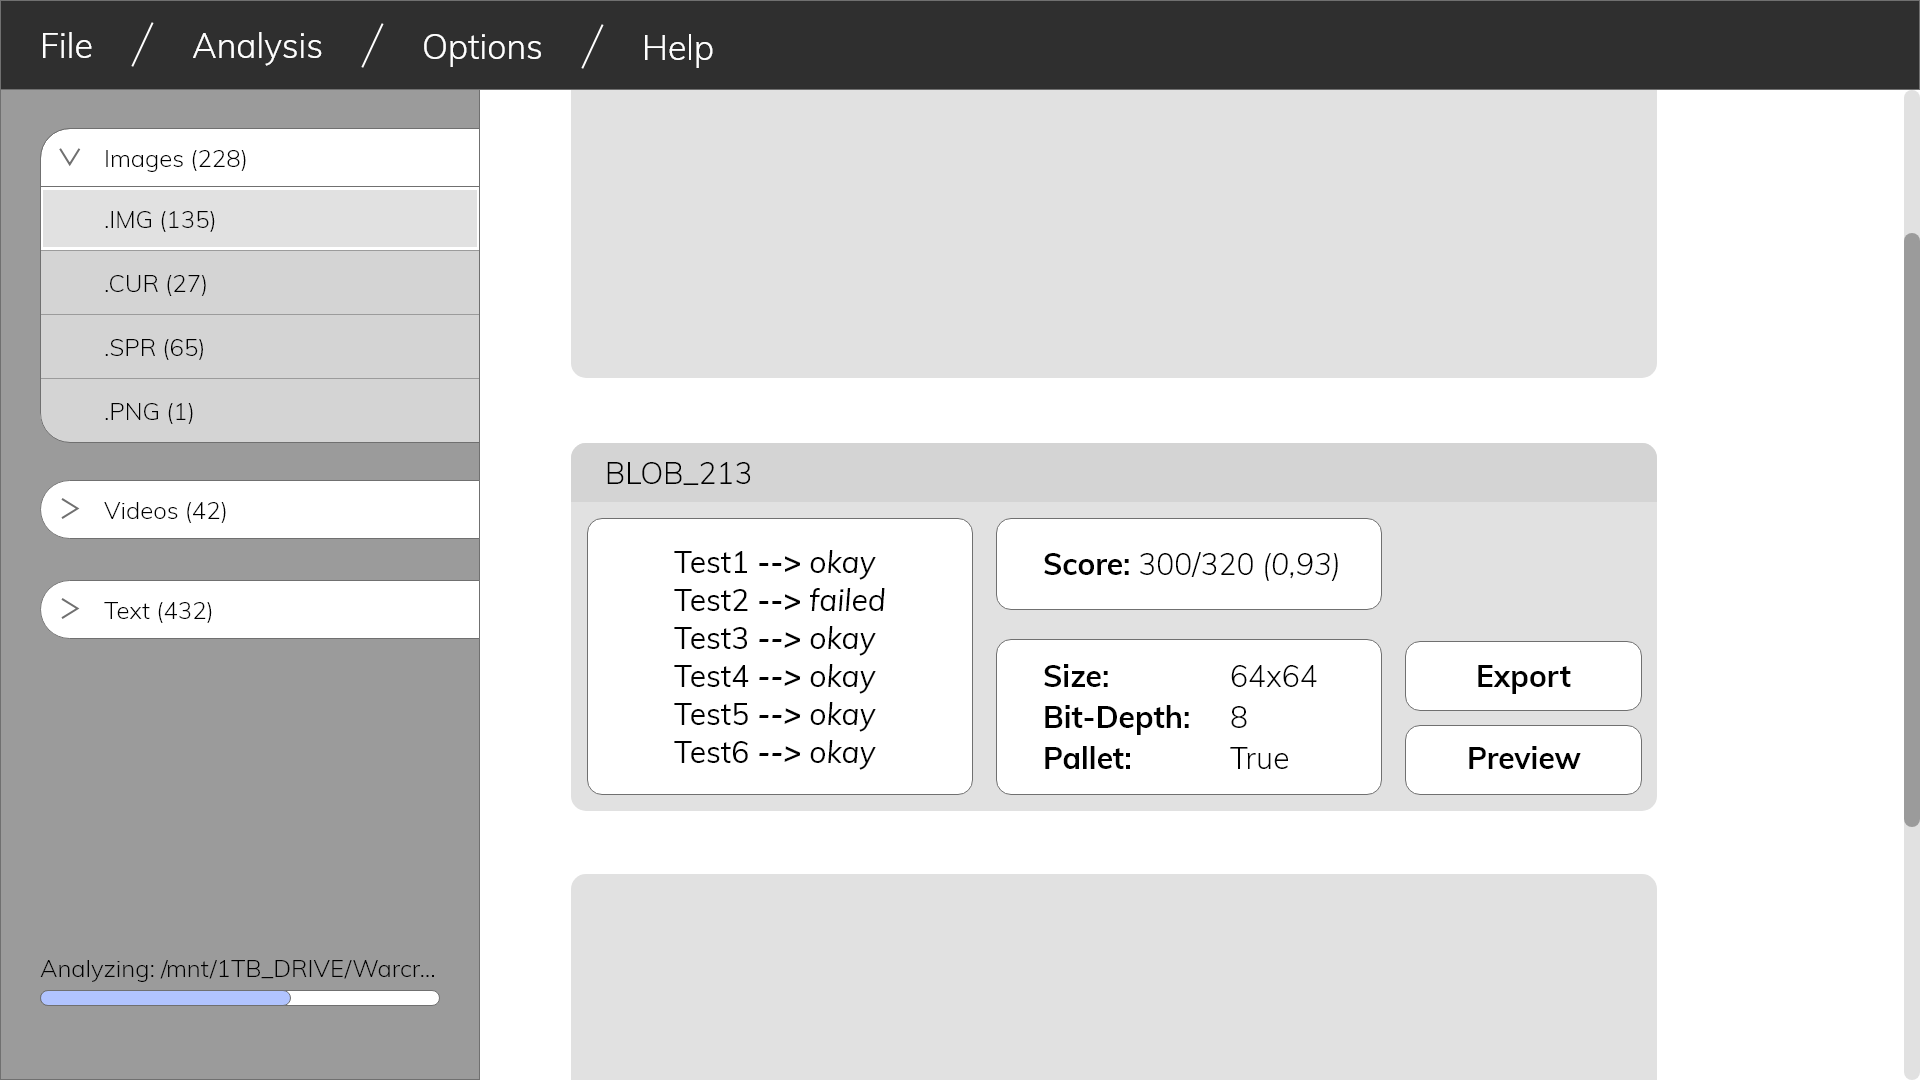 File / Analysis / Options / Help
Images (228)
.IMG (135)
.CUR (27)
.SPR (65)
.PNG (1)
Videos (42)
Text (432)
Analyzing: /mnt/1TB_DRIVE/Warcr...
BLOB_213
Test1 --> okay
Test2 --> failed
Test3 --> okay
Test4 --> okay
Test5 --> okay
Test6 --> okay
Score: 300/320 (0,93)
Size: 64x64
Bit-Depth: 8
Pallet: True
Export
Preview